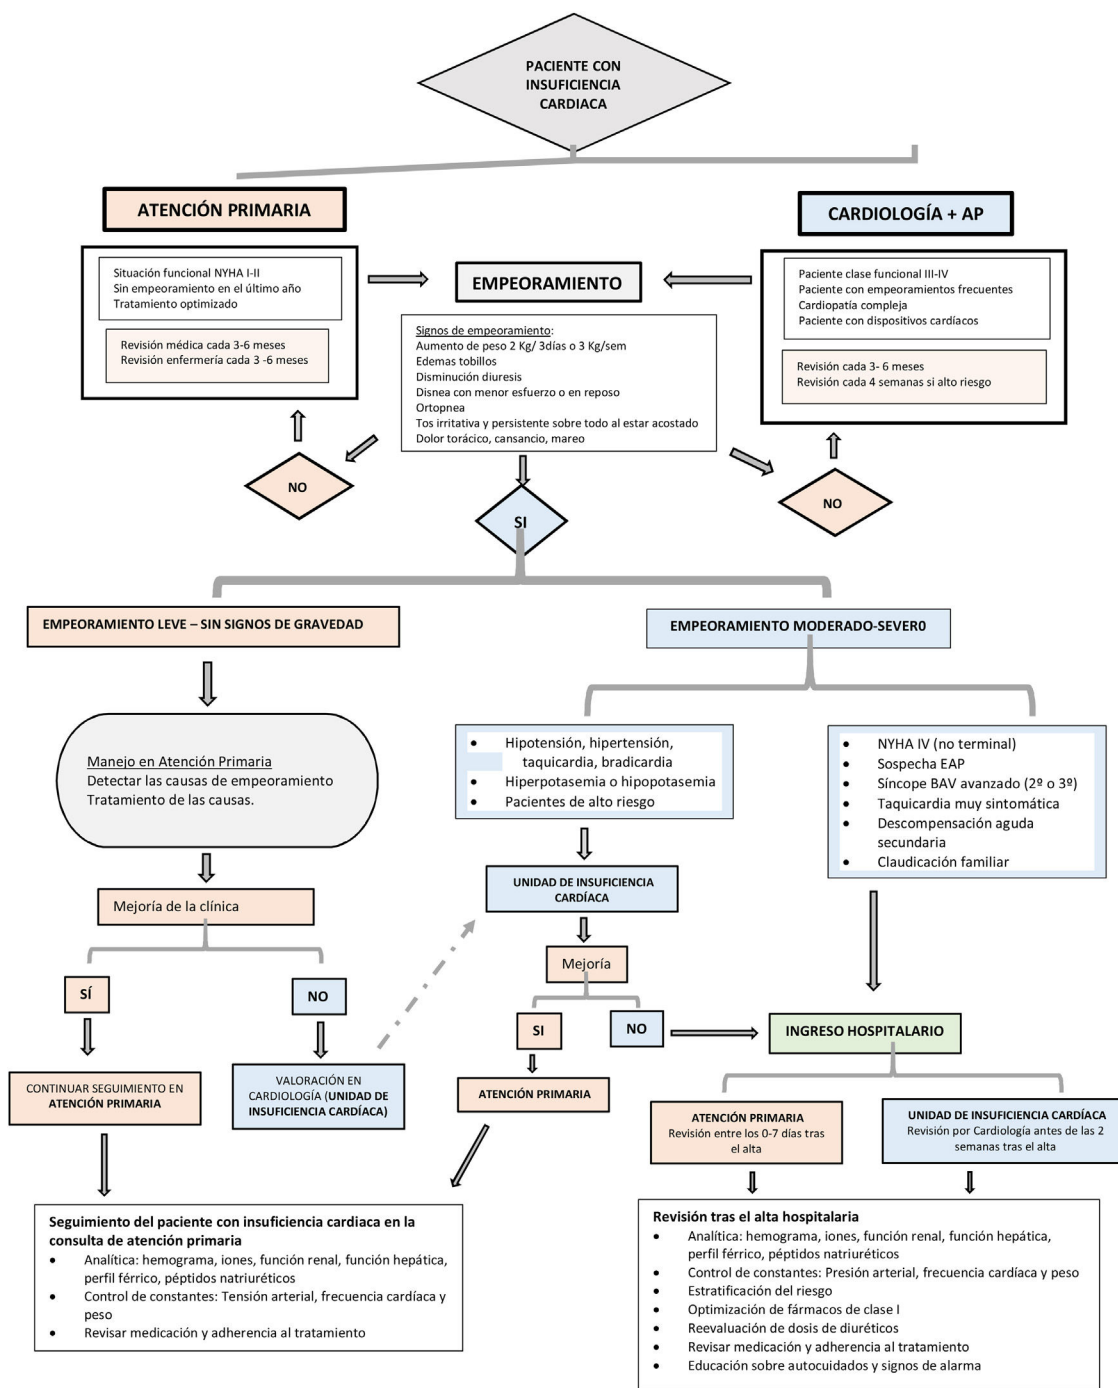 PACIENTE CON
INSUFICIENCIA
CARDIACA
ATENCIÓN PRIMARIA
CARDIOLOGÍA + AP
Situación funcional NYHA I-II
Sin empeoramiento en el último año
Tratamiento optimizado
Revisión médica cada 3-6 meses
Revisión enfermería cada 3 -6 meses
EMPEORAMIENTO
Signos de empeoramiento:
Aumento de peso 2 Kg/ 3días o 3 Kg/sem
Edemas tobillos
Disminución diuresis
Disnea con menor esfuerzo o en reposo
Ortopnea
Tos irritativa y persistente sobre todo al estar acostado
Dolor torácico, cansancio, mareo
Paciente clase funcional III-IV
Paciente con empeoramientos frecuentes
Cardiopatía compleja
Paciente con dispositivos cardíacos
Revisión cada 3- 6 meses
Revisión cada 4 semanas si alto riesgo
NO
SI
NO
EMPEORAMIENTO LEVE – SIN SIGNOS DE GRAVEDAD
EMPEORAMIENTO MODERADO-SEVER0
Manejo en Atención Primaria
Detectar las causas de empeoramiento
Tratamiento de las causas.
• Hipotensión, hipertensión,
taquicardia, bradicardia
• Hiperpotasemia o hipopotasemia
• Pacientes de alto riesgo
• NYHA IV (no terminal)
• Sospecha EAP
• Síncope BAV avanzado (2º o 3º)
• Taquicardia muy sintomática
• Descompensación aguda
secundaria
• Claudicación familiar
Mejoría de la clínica
SÍ
NO
UNIDAD DE INSUFICIENCIA
CARDÍACA
Mejoría
SI
NO
INGRESO HOSPITALARIO
CONTINUAR SEGUIMIENTO EN
ATENCIÓN PRIMARIA
VALORACIÓN EN
CARDIOLOGÍA (UNIDAD DE
INSUFICIENCIA CARDÍACA)
ATENCIÓN PRIMARIA
ATENCIÓN PRIMARIA
Revisión entre los 0-7 días tras
el alta
UNIDAD DE INSUFICIENCIA CARDÍACA
Revisión por Cardiología antes de las 2
semanas tras el alta
Seguimiento del paciente con insuficiencia cardiaca en la
consulta de atención primaria
• Analítica: hemograma, iones, función renal, función hepática,
perfil férrico, péptidos natriuréticos
• Control de constantes: Tensión arterial, frecuencia cardíaca y
peso
• Revisar medicación y adherencia al tratamiento
Revisión tras el alta hospitalaria
• Analítica: hemograma, iones, función renal, función hepática,
perfil férrico, péptidos natriuréticos
• Control de constantes: Presión arterial, frecuencia cardíaca y peso
• Estratificación del riesgo
• Optimización de fármacos de clase I
• Reevaluación de dosis de diuréticos
• Revisar medicación y adherencia al tratamiento
• Educación sobre autocuidados y signos de alarma